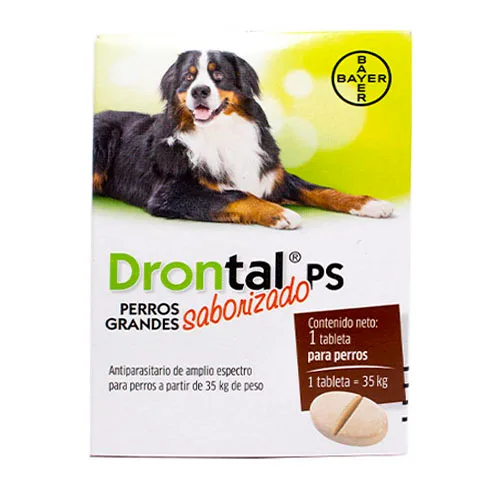 BAYER
BAYER
Drontal® PS
PERROS
GRANDES
saborizado
Contenido neto:
1 tableta
para perros
1 tableta = 35 kg
Antiparasitario de amplio espectro
para perros a partir de 35 kg de peso